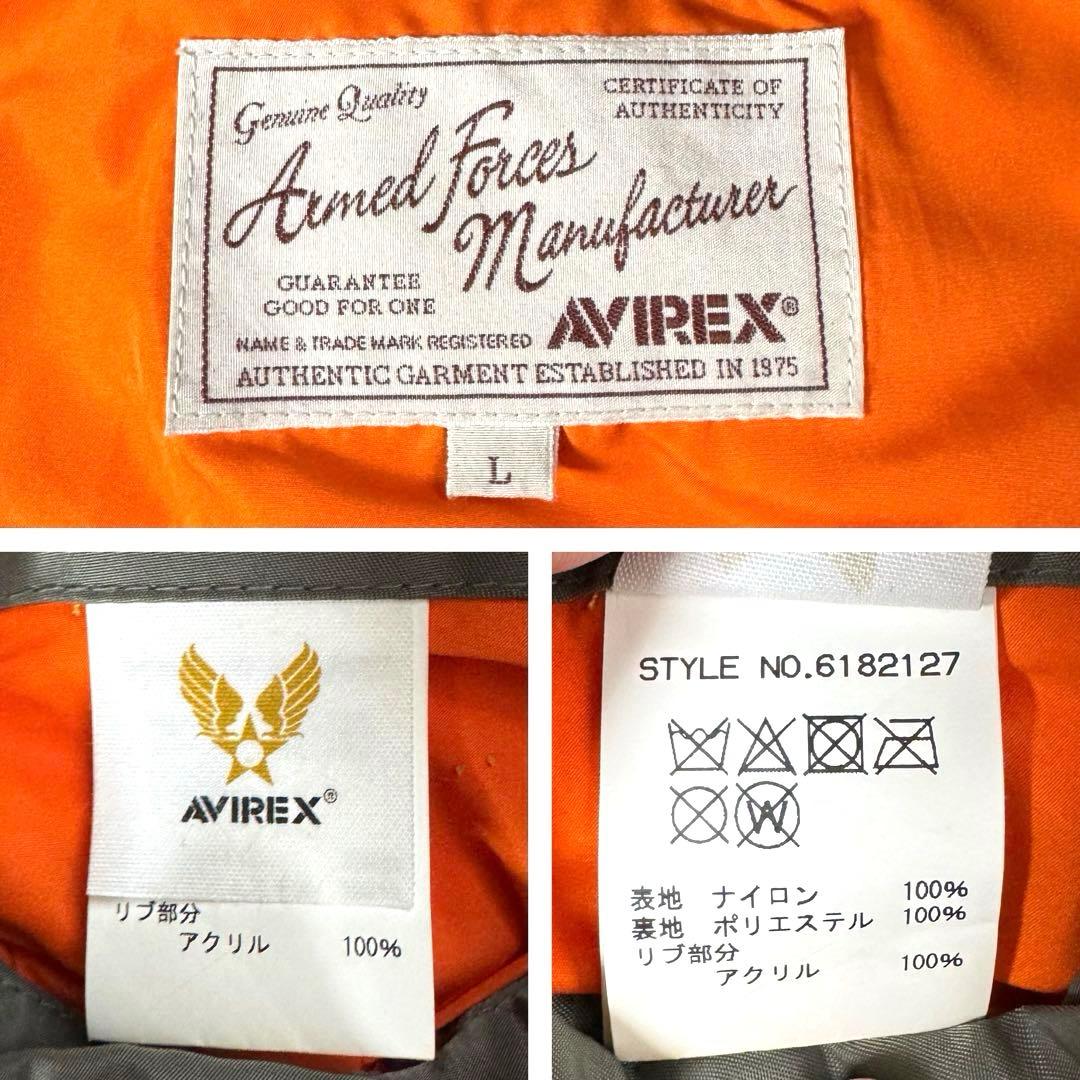 Genuine Quality
CERTIFICATE OF
AUTHENTICITY
Armed Forces
Manufacturer
GUARANTEE
GOOD FOR ONE
NAME & TRADE MARK REGISTERED
AVIREX®
AUTHENTIC GARMENT ESTABLISHED IN 1975
L
AVIREX®
リブ部分
アクリル 100%
STYLE NO.6182127
W
表地 ナイロン 100%
裏地 ポリエステル 100%
リブ部分
アクリル 100%